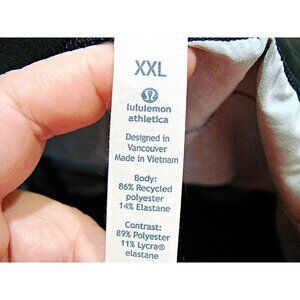 XXL
lululemon
athletica
Designed in
Vancouver
Made in Vietnam
Body:
86% Recycled
polyester
14% Elastane
Contrast:
89% Polyester
11% Lycra®
elastane